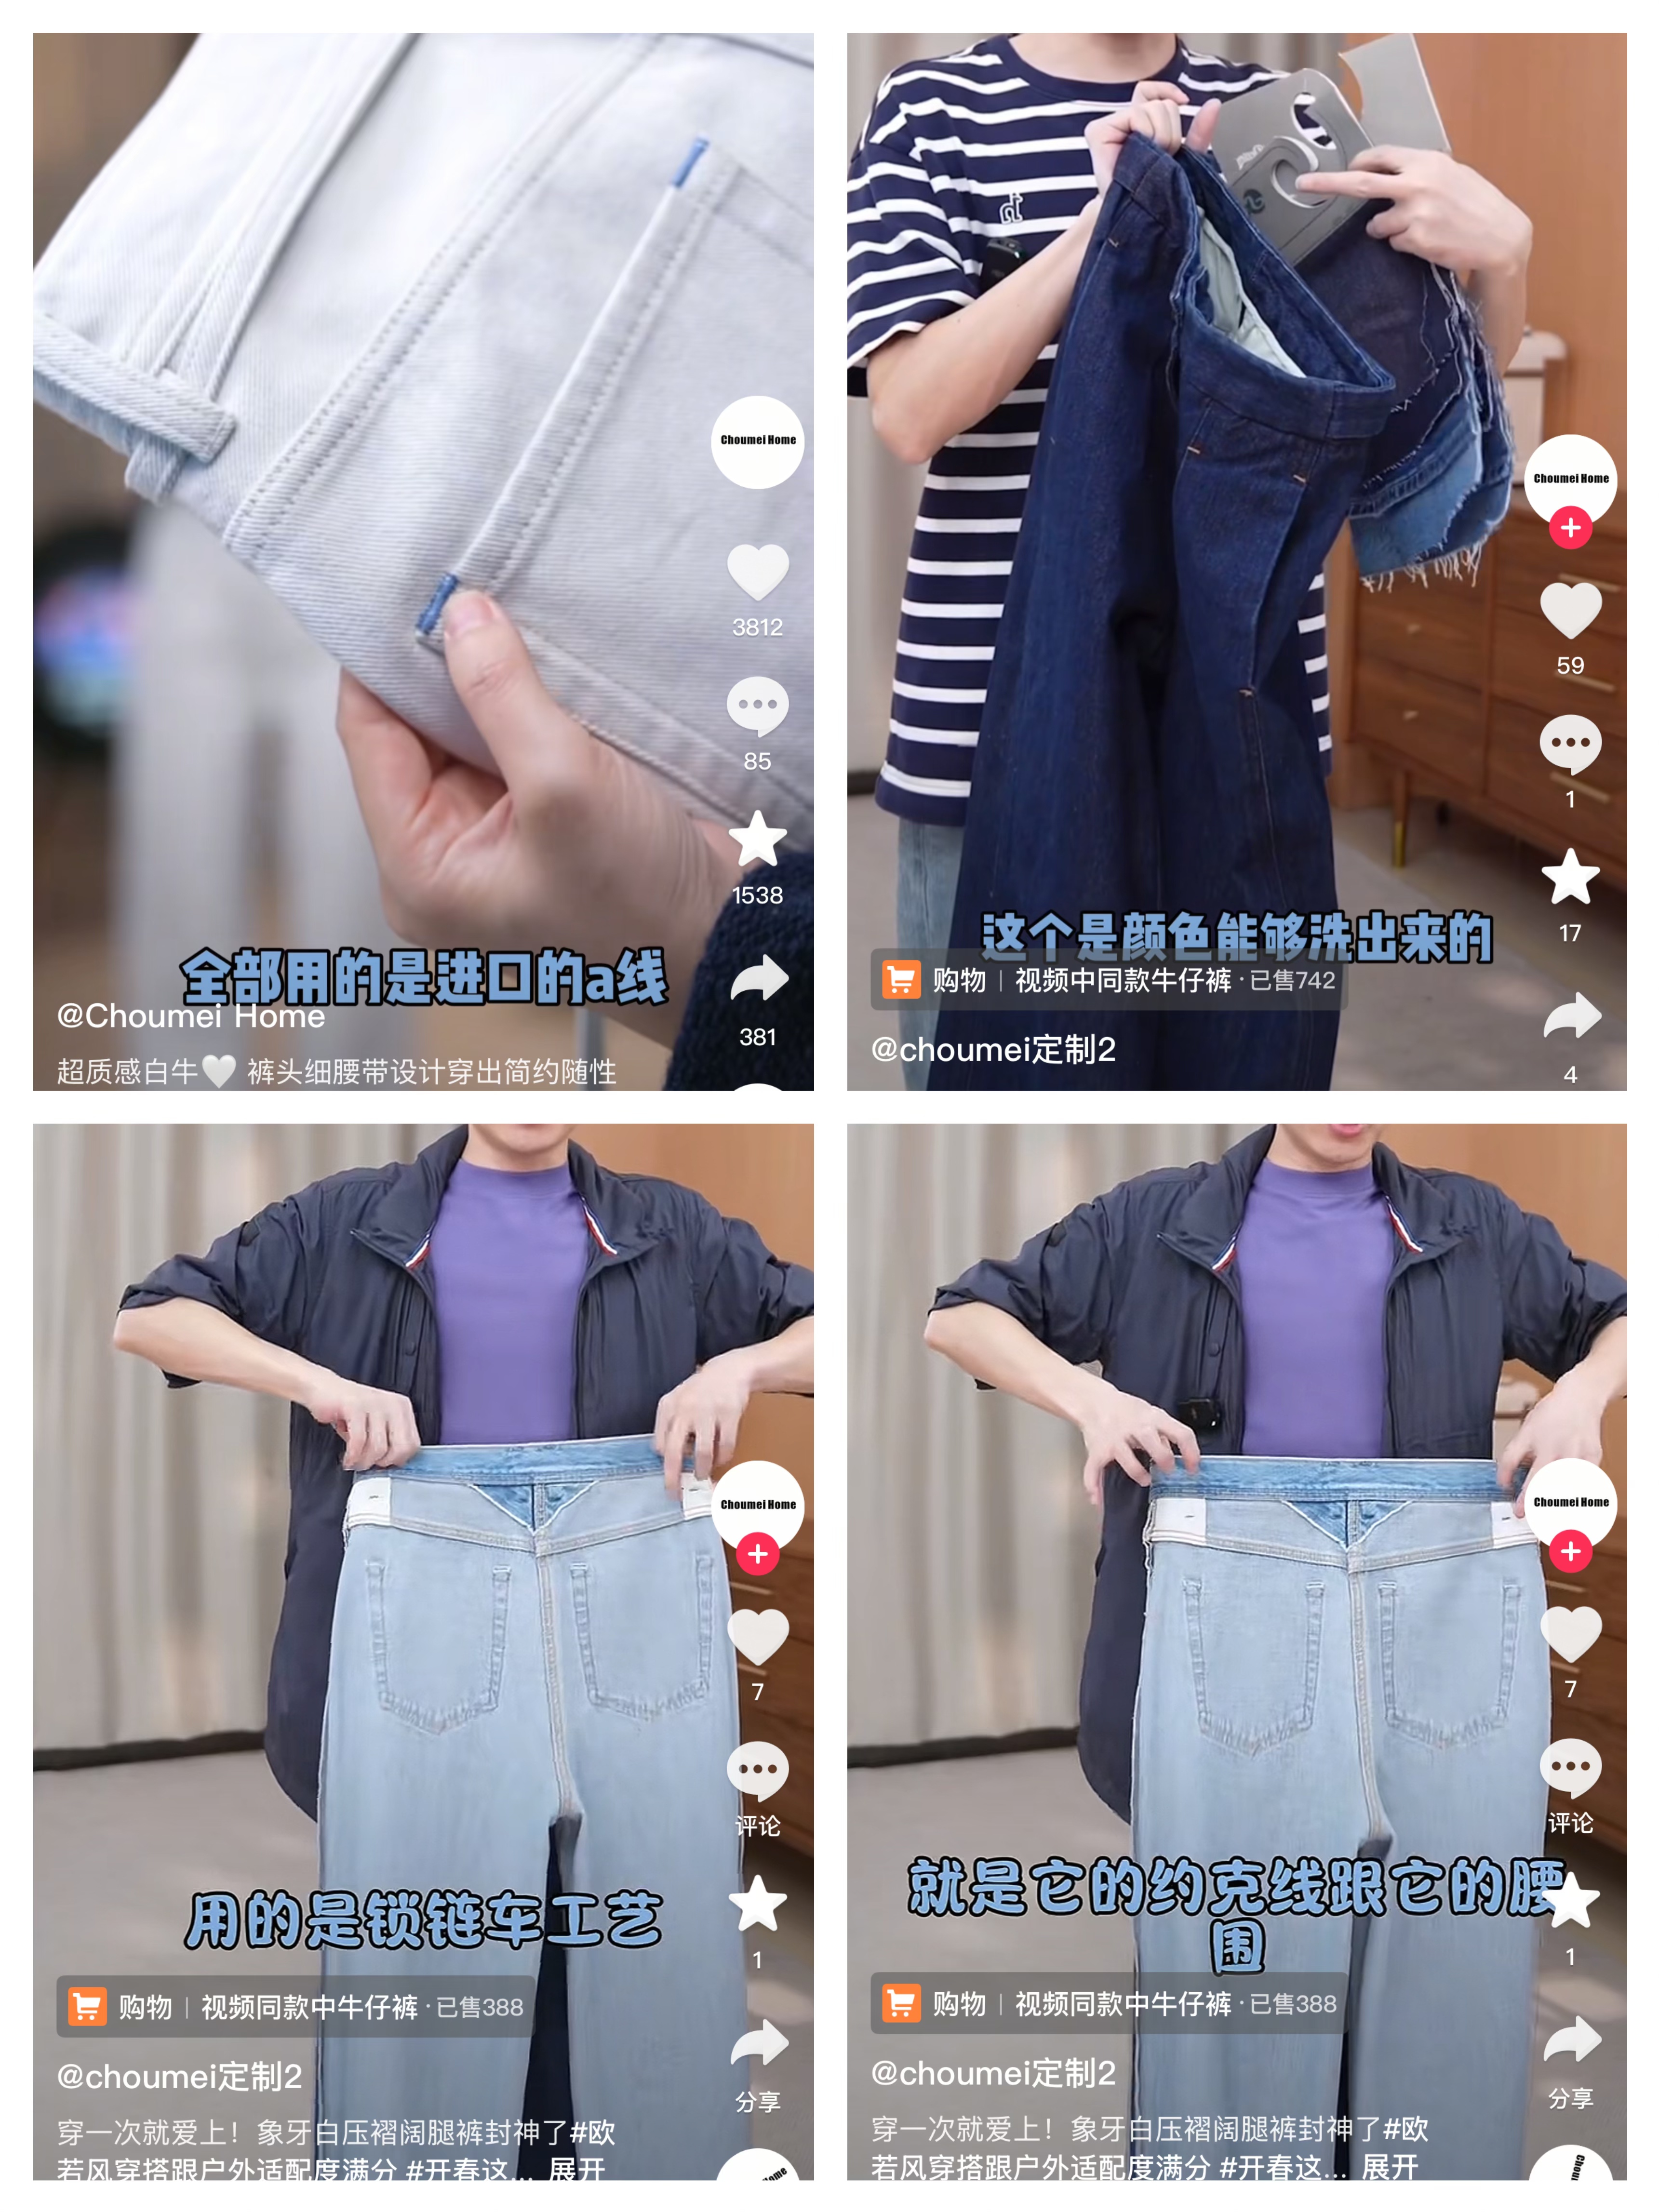 Choumei Home
3812
85
1538
381
全部用的是进口的a线
@Choumei Home
超质感白牛🤍 裤头细腰带设计穿出简约随性
Choumei Home
59
1
17
4
这个是颜色能够洗出来的
购物 | 视频中同款牛仔裤 · 已售742
@choumei定制2
Choumei Home
7
评论
1
分享
用的是锁链车工艺
购物 | 视频同款中牛仔裤 · 已售388
@choumei定制2
穿一次就爱上！象牙白压褶阔腿裤封神了#欧
若风穿搭跟户外适配度满分 #开春这... 展开
Choumei Home
7
评论
1
分享
就是它的约克线跟它的腰
围
购物 | 视频同款中牛仔裤 · 已售388
@choumei定制2
穿一次就爱上！象牙白压褶阔腿裤封神了#欧
若风穿搭跟户外适配度满分 #开春这... 展开